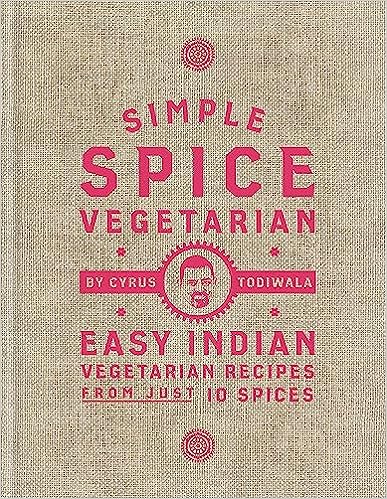 SIMPLE
SPICE
VEGETARIAN
BY CYRUS TODIWALA
EASY INDIAN
VEGETARIAN RECIPES
FROM JUST 10 SPICES